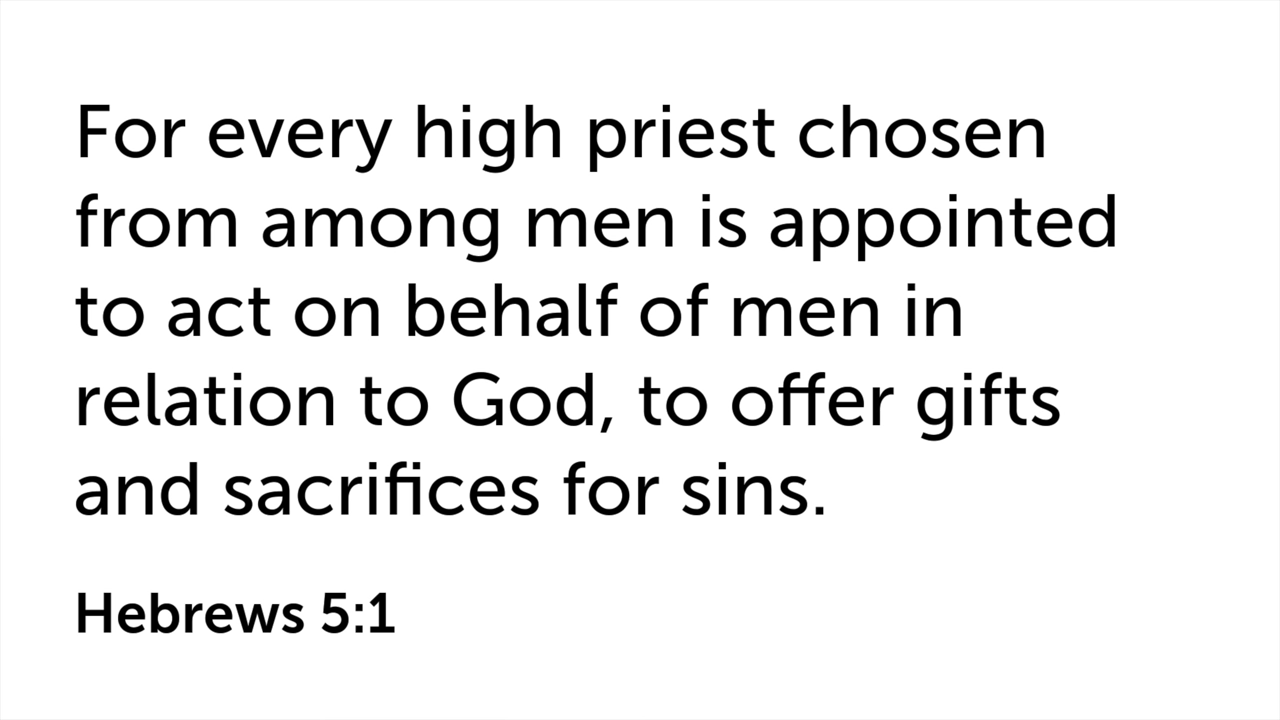 For every high priest chosen
from among men is appointed
to act on behalf of men in
relation to God, to offer gifts
and sacrifices for sins.
Hebrews 5:1